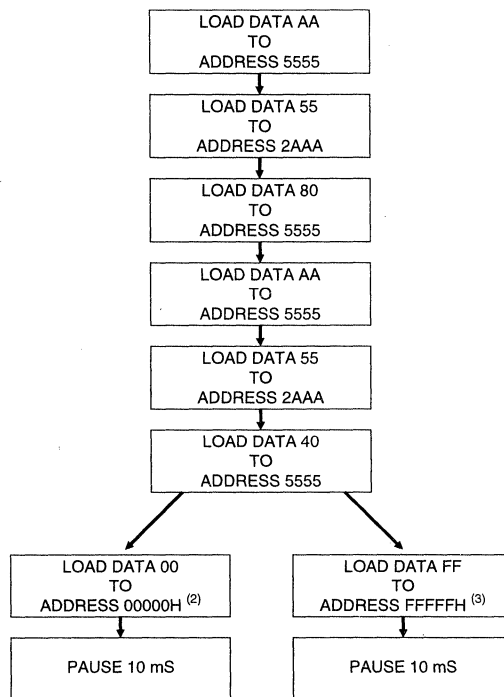 LOAD DATA AA
TO
ADDRESS 5555
LOAD DATA 55
TO
ADDRESS 2AAA
LOAD DATA 80
TO
ADDRESS 5555
LOAD DATA AA
TO
ADDRESS 5555
LOAD DATA 55
TO
ADDRESS 2AAA
LOAD DATA 40
TO
ADDRESS 5555
LOAD DATA 00
TO
ADDRESS 00000H (2)
PAUSE 10 mS
LOAD DATA FF
TO
ADDRESS FFFFFH (3)
PAUSE 10 mS